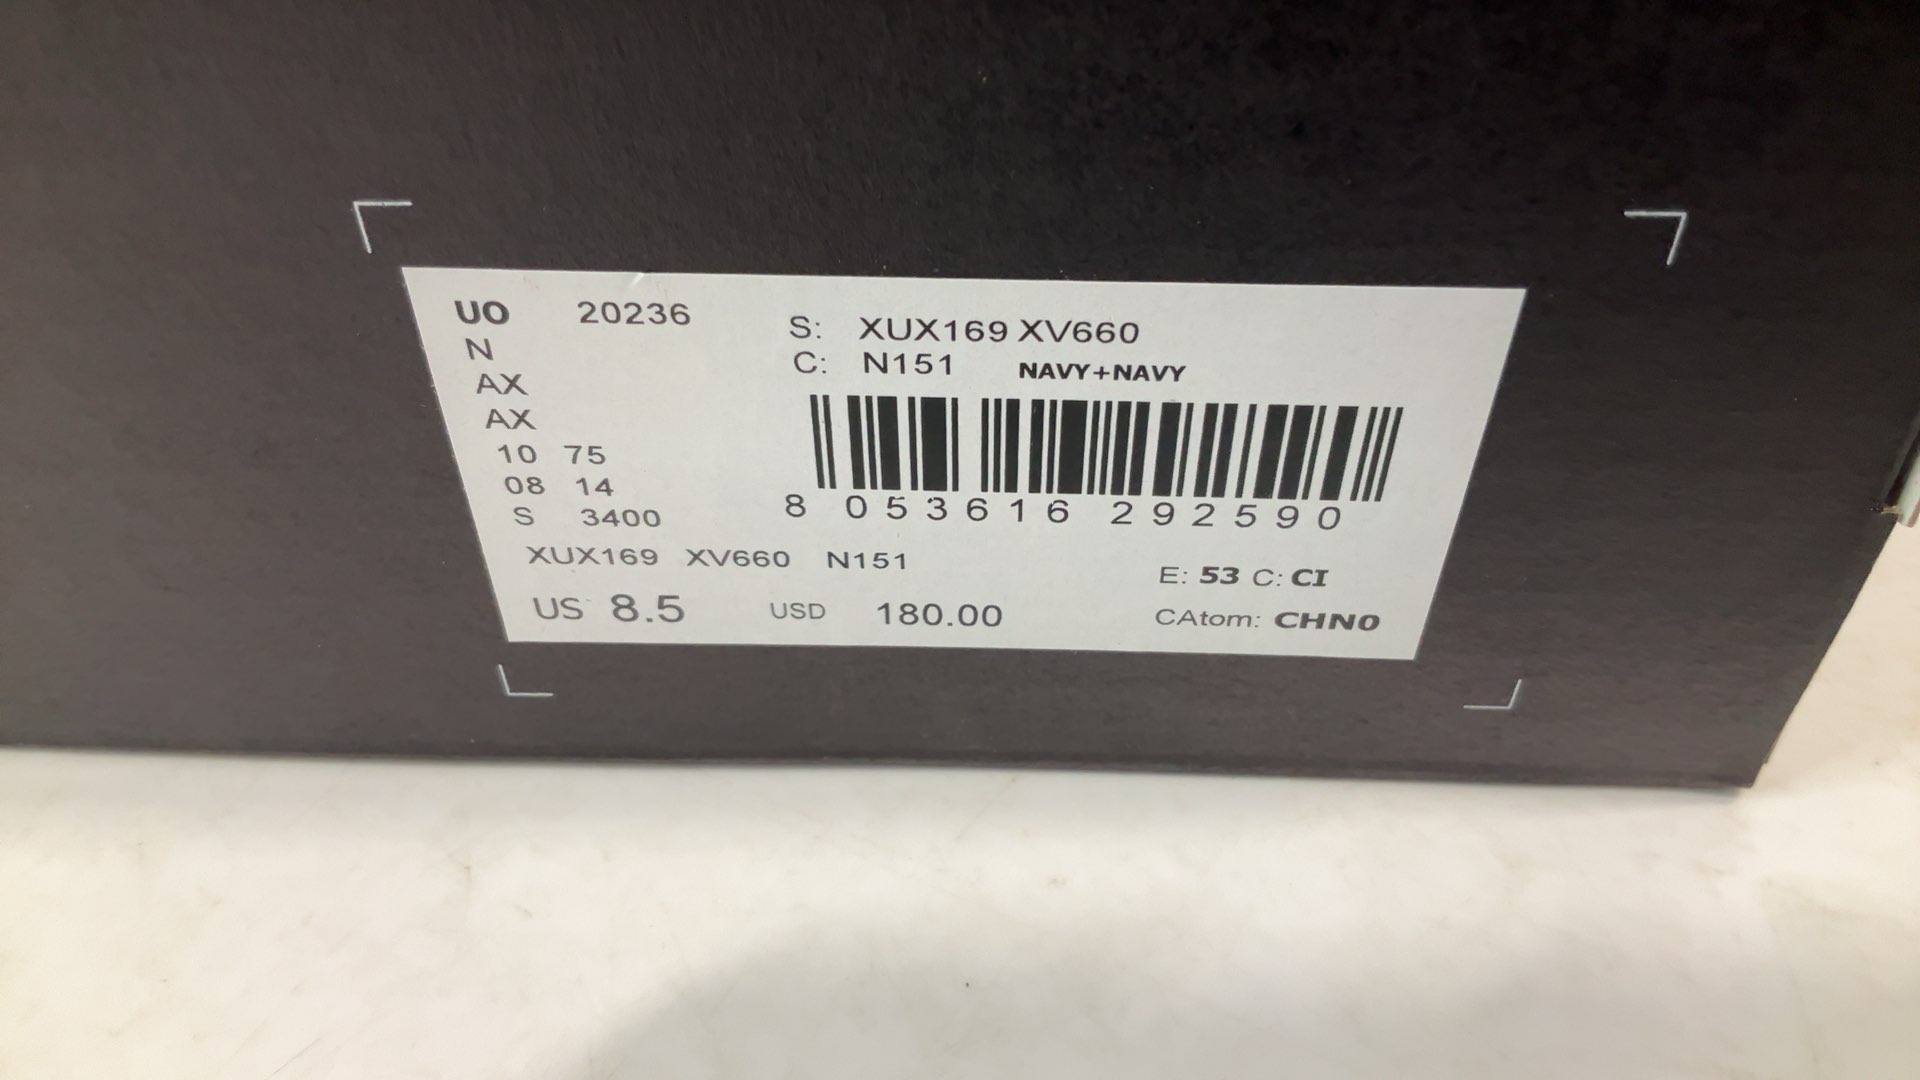 UO 20236
N
AX
AX
10 75
08 14
S 3400
S: XUX169 XV660
C: N151 NAVY+NAVY
8 053616 292590
XUX169 XV660 N151
E: 53 C: CI
US 8.5 USD 180.00
CAtom: CHN0